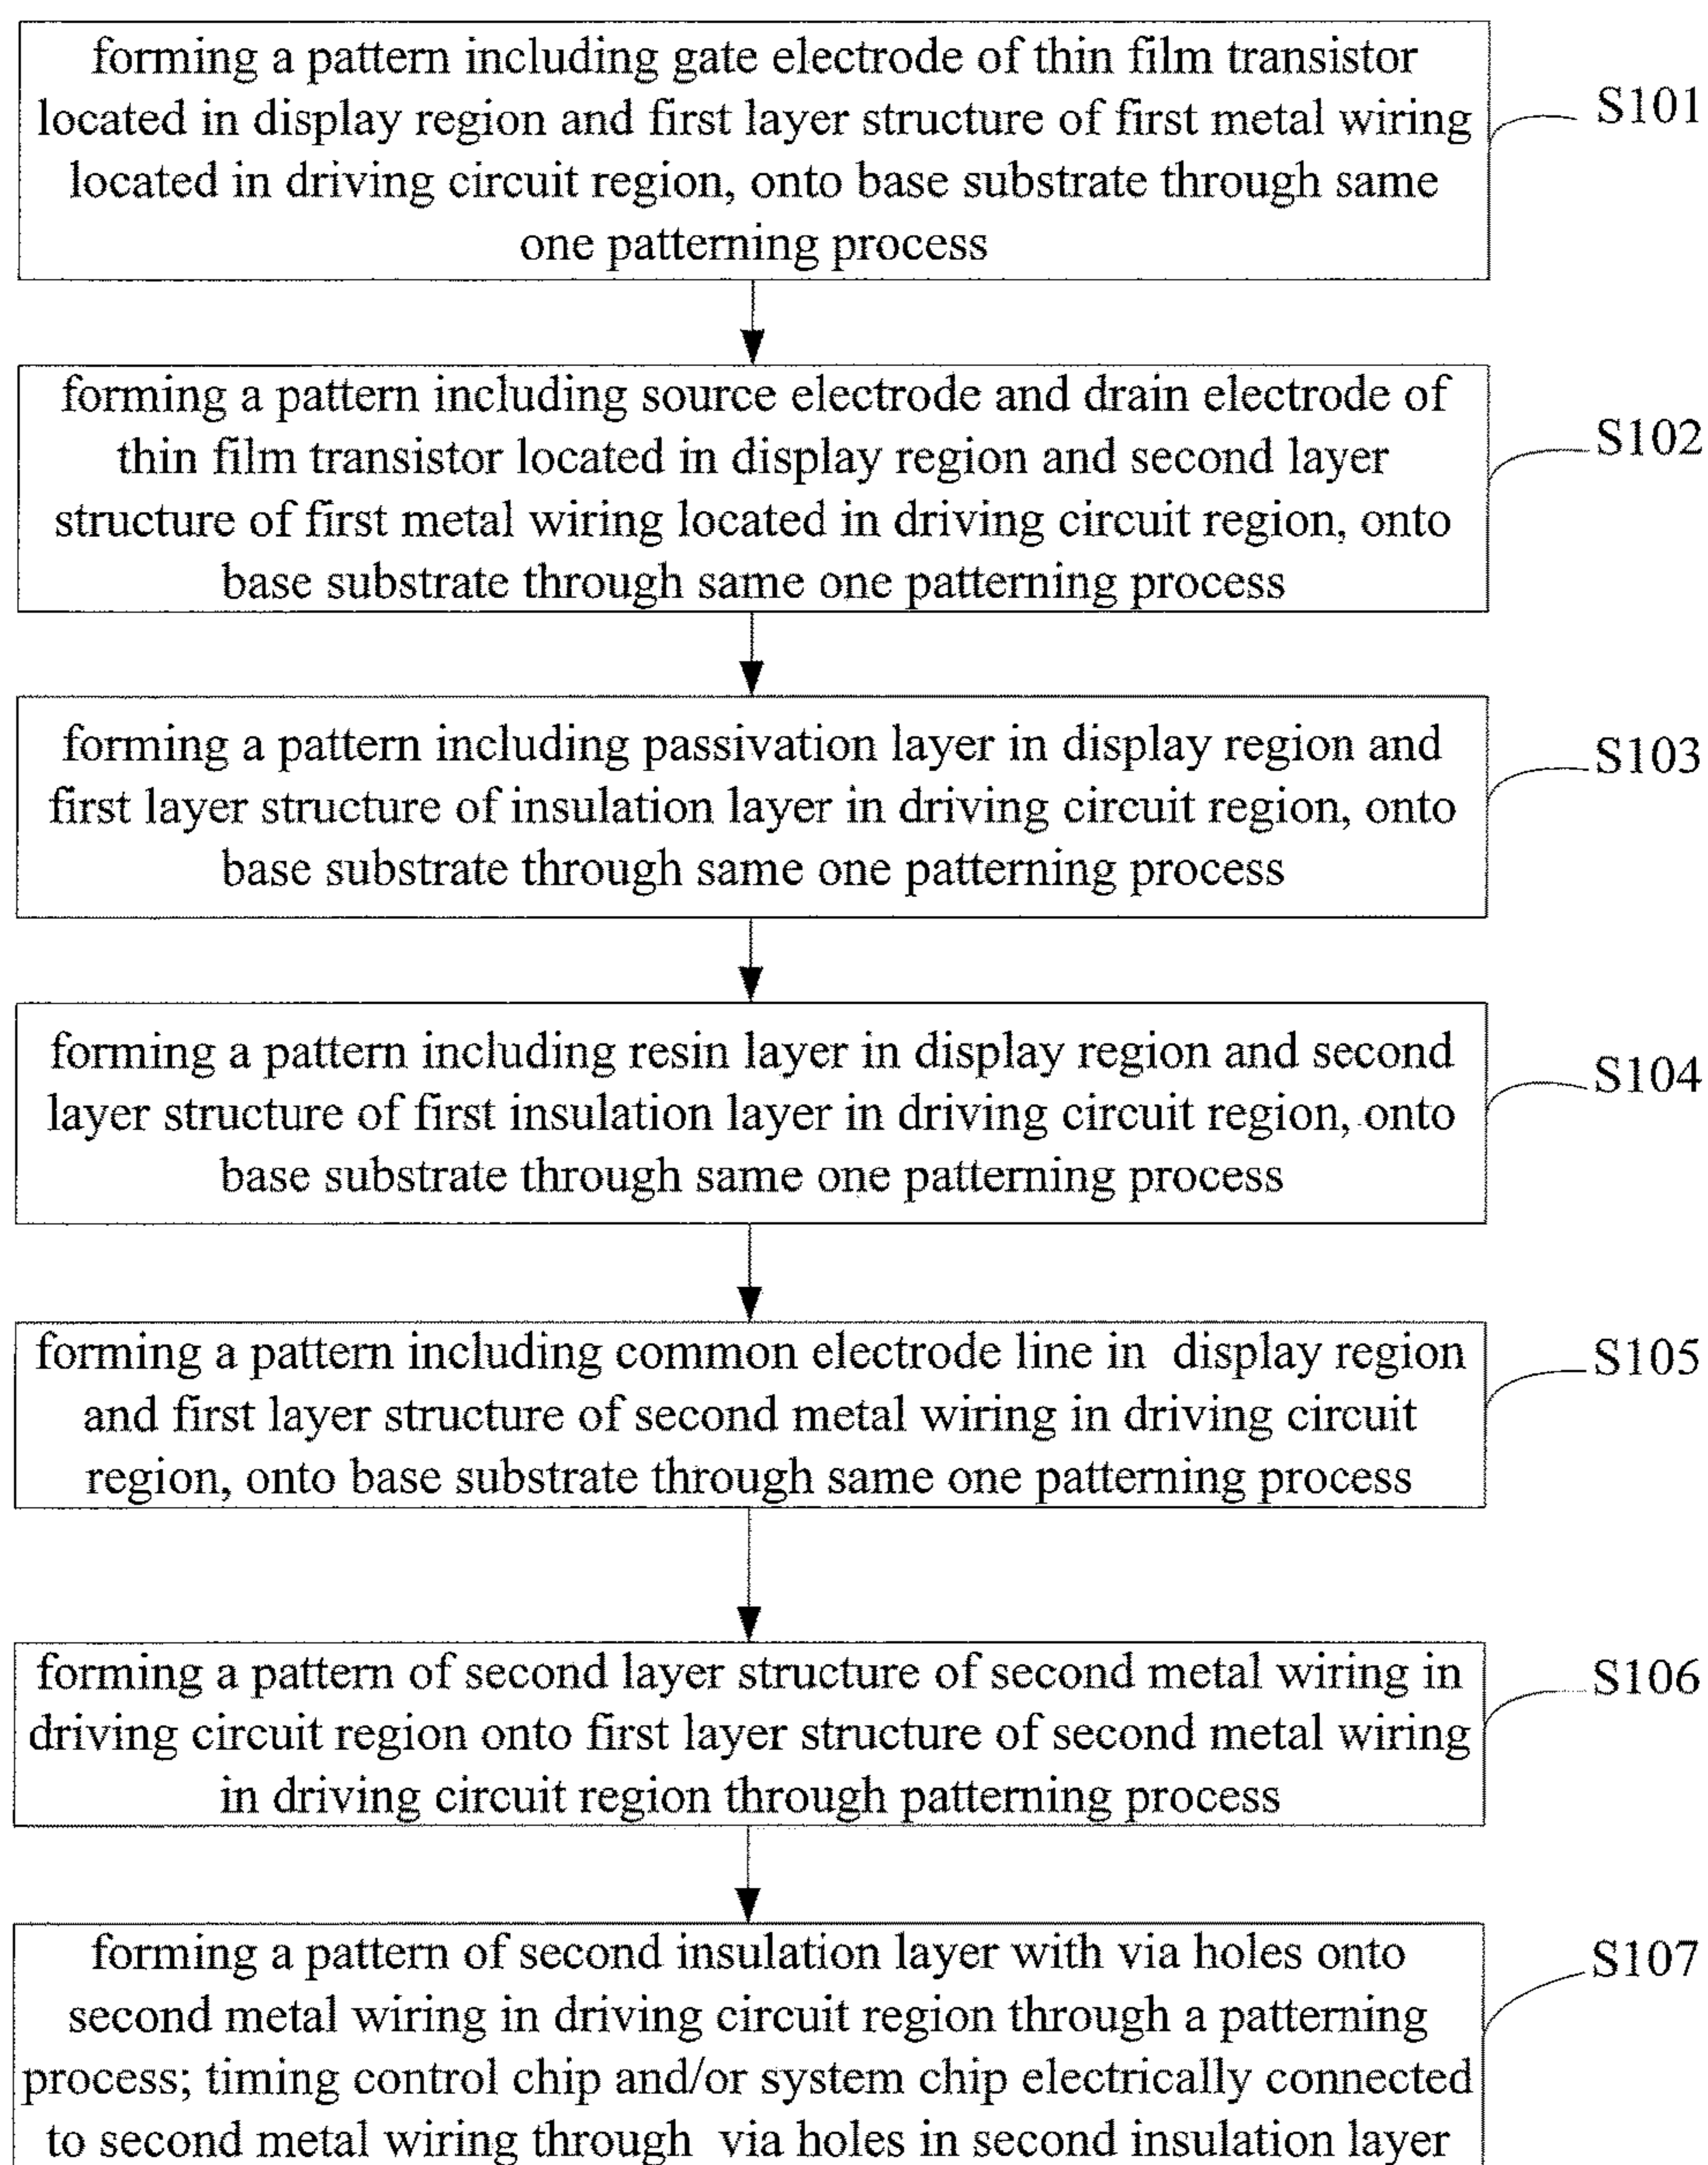 forming a pattern including gate electrode of thin film transistor
located in display region and first layer structure of first metal wiring
located in driving circuit region, onto base substrate through same
one patterning process
S101
forming a pattern including source electrode and drain electrode of
thin film transistor located in display region and second layer
structure of first metal wiring located in driving circuit region, onto
base substrate through same one patterning process
S102
forming a pattern including passivation layer in display region and
first layer structure of insulation layer in driving circuit region, onto
base substrate through same one patterning process
S103
forming a pattern including resin layer in display region and second
layer structure of first insulation layer in driving circuit region, onto
base substrate through same one patterning process
S104
forming a pattern including common electrode line in display region
and first layer structure of second metal wiring in driving circuit
region, onto base substrate through same one patterning process
S105
forming a pattern of second layer structure of second metal wiring in
driving circuit region onto first layer structure of second metal wiring
in driving circuit region through patterning process
S106
forming a pattern of second insulation layer with via holes onto
second metal wiring in driving circuit region through a patterning
process; timing control chip and/or system chip electrically connected
to second metal wiring through via holes in second insulation layer
S107